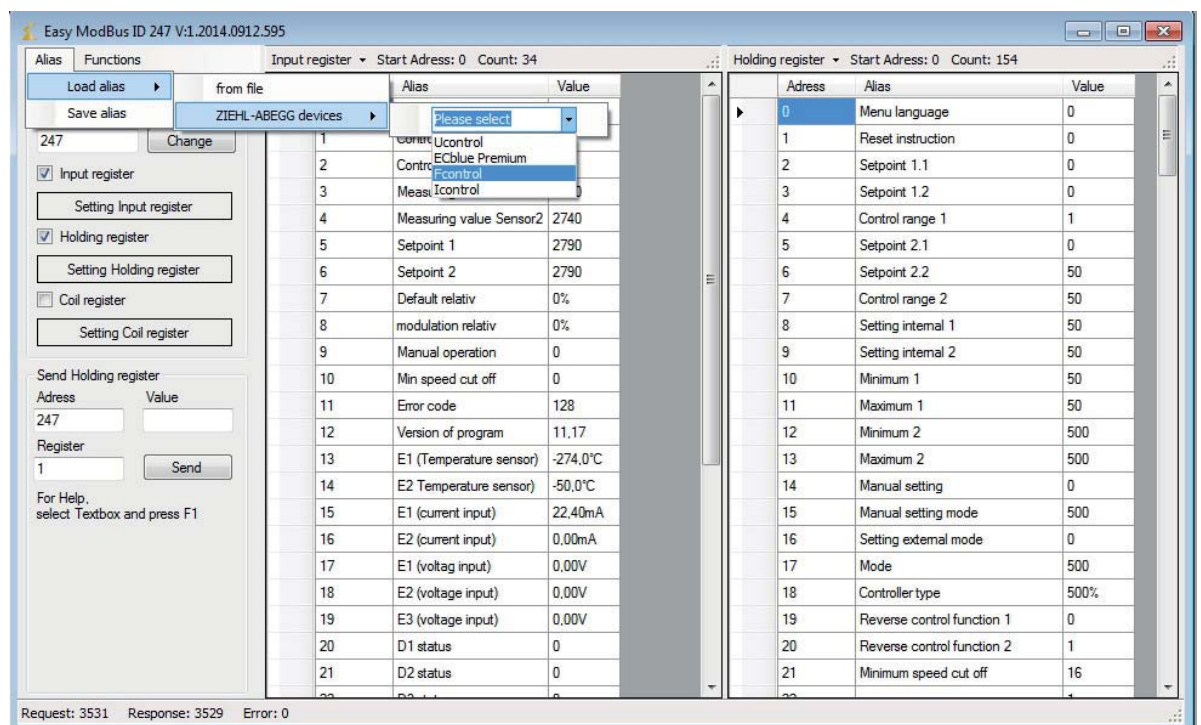 Easy ModBus ID 247 V:1.2014.0912.595
Alias Functions
Load alias
Save alias
from file
ZIEHL-ABEGG devices
Please select
Ucontrol
ECblue Premium
Fcontrol
Icontrol
247 Change
Input register
Setting Input register
Holding register
Setting Holding register
Coil register
Setting Coil register
Send Holding register
Adress Value
247
Register
1 Send
For Help,
select Textbox and press F1
Input register Start Adress: 0 Count: 34
Alias Value
1
2
3
4 Measuring value Sensor2 2740
5 Setpoint 1 2790
6 Setpoint 2 2790
7 Default relativ 0%
8 modulation relativ 0%
9 Manual operation 0
10 Min speed cut off 0
11 Error code 128
12 Version of program 11,17
13 E1 (Temperature sensor) -274,0°C
14 E2 Temperature sensor) -50,0°C
15 E1 (current input) 22,40mA
16 E2 (current input) 0,00mA
17 E1 (voltag input) 0,00V
18 E2 (voltage input) 0,00V
19 E3 (voltage input) 0,00V
20 D1 status 0
21 D2 status 0
Holding register Start Adress: 0 Count: 154
Adress Alias Value
0 Menu language 0
1 Reset instruction 0
2 Setpoint 1.1 0
3 Setpoint 1.2 0
4 Control range 1 1
5 Setpoint 2.1 0
6 Setpoint 2.2 50
7 Control range 2 50
8 Setting internal 1 50
9 Setting internal 2 50
10 Minimum 1 50
11 Maximum 1 50
12 Minimum 2 500
13 Maximum 2 500
14 Manual setting 0
15 Manual setting mode 500
16 Setting external mode 0
17 Mode 500
18 Controller type 500%
19 Reverse control function 1 0
20 Reverse control function 2 1
21 Minimum speed cut off 16
Request: 3531 Response: 3529 Error: 0